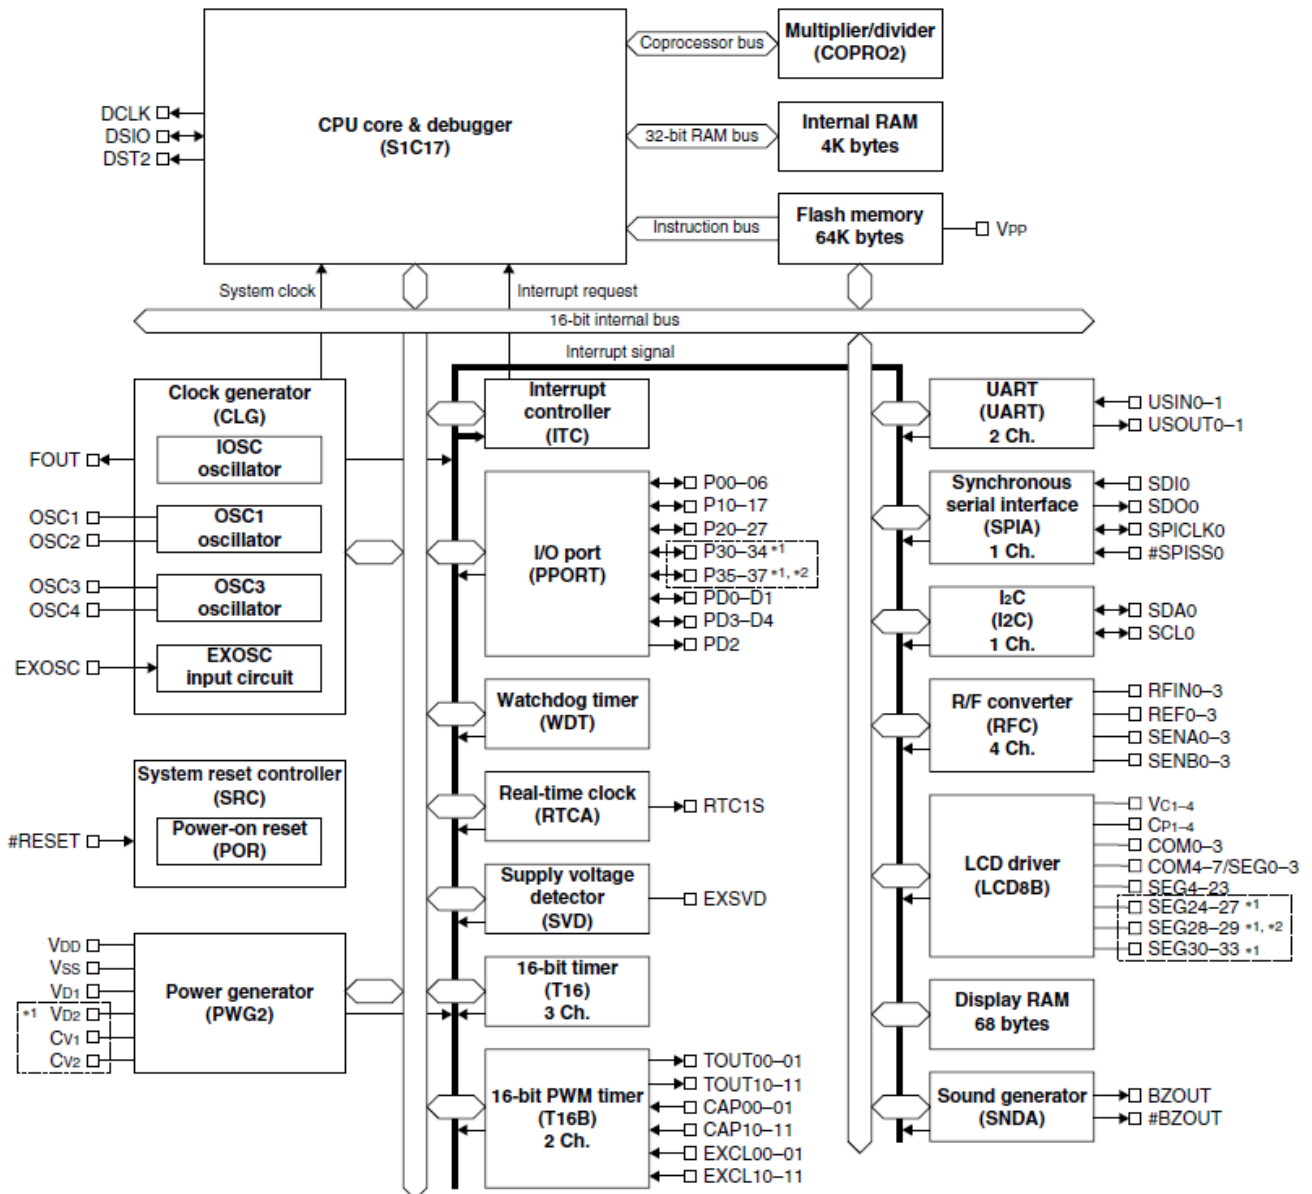 Coprocessor bus
Multiplier/divider
(COPRO2)
CPU core & debugger
(S1C17)
DCLK
DSIO
DST2
32-bit RAM bus
Internal RAM
4K bytes
Instruction bus
Flash memory
64K bytes
VPP
System clock
Interrupt request
16-bit internal bus
Interrupt signal
Clock generator
(CLG)
IOSC
oscillator
FOUT
OSC1
OSC2
OSC1
oscillator
OSC3
OSC4
OSC3
oscillator
EXOSC
EXOSC
input circuit
System reset controller
(SRC)
#RESET
Power-on reset
(POR)
VDD
VSS
VD1
*1 VD2
CV1
CV2
Power generator
(PWG2)
Interrupt
controller
(ITC)
I/O port
(PPORT)
P00–06
P10–17
P20–27
P30–34 *1
P35–37 *1, *2
PD0–D1
PD3–D4
PD2
Watchdog timer
(WDT)
Real-time clock
(RTCA)
RTC1S
Supply voltage
detector
(SVD)
EXSVD
16-bit timer
(T16)
3 Ch.
16-bit PWM timer
(T16B)
2 Ch.
TOUT00–01
TOUT10–11
CAP00–01
CAP10–11
EXCL00–01
EXCL10–11
UART
(UART)
2 Ch.
USIN0–1
USOUT0–1
Synchronous
serial interface
(SPIA)
1 Ch.
SDI0
SDO0
SPICLK0
#SPISS0
I2C
(I2C)
1 Ch.
SDA0
SCL0
R/F converter
(RFC)
4 Ch.
RFIN0–3
REF0–3
SENA0–3
SENB0–3
LCD driver
(LCD8B)
VC1–4
CP1–4
COM0–3
COM4–7/SEG0–3
SEG4–23
SEG24–27 *1
SEG28–29 *1, *2
SEG30–33 *1
Display RAM
68 bytes
Sound generator
(SNDA)
BZOUT
#BZOUT